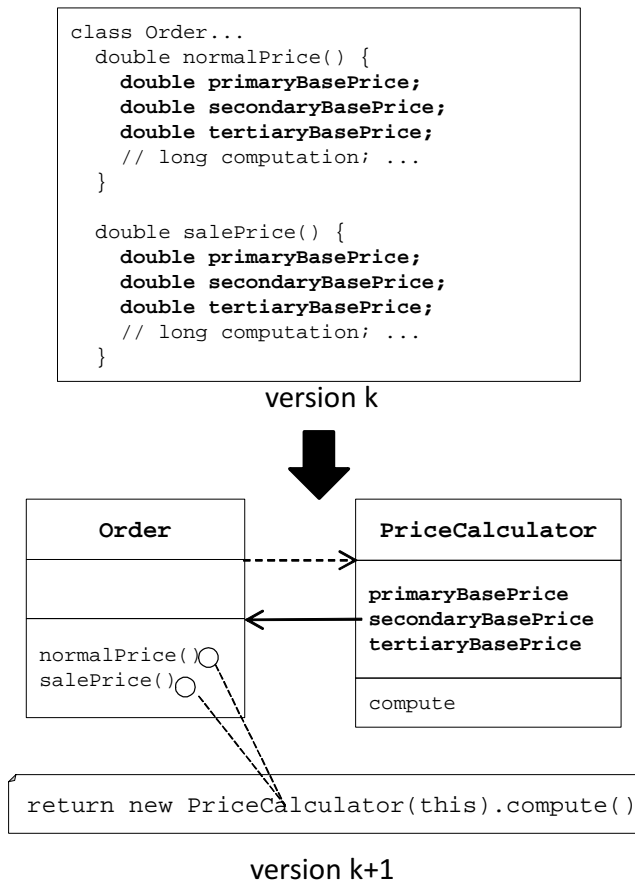 class Order...
  double normalPrice() {
    double primaryBasePrice;
    double secondaryBasePrice;
    double tertiaryBasePrice;
    // long computation; ...
  }

  double salePrice() {
    double primaryBasePrice;
    double secondaryBasePrice;
    double tertiaryBasePrice;
    // long computation; ...
  }
version k
Order
normalPrice()
salePrice()
PriceCalculator
primaryBasePrice
secondaryBasePrice
tertiaryBasePrice
compute
return new PriceCalculator(this).compute()
version k+1